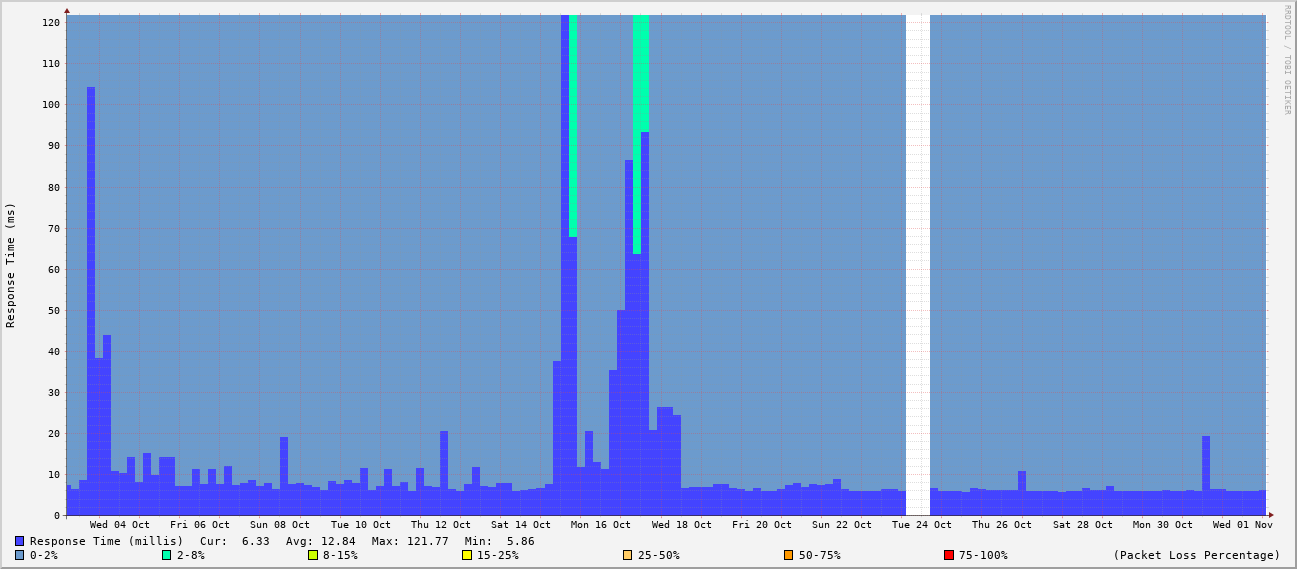 RRDTOOL / TOBI OETIKER
Response Time (ms)
120
110
100
90
80
70
60
50
40
30
20
10
0
Wed 04 Oct Fri 06 Oct Sun 08 Oct Tue 10 Oct Thu 12 Oct Sat 14 Oct Mon 16 Oct Wed 18 Oct Fri 20 Oct Sun 22 Oct Tue 24 Oct Thu 26 Oct Sat 28 Oct Mon 30 Oct Wed 01 Nov
Response Time (millis) Cur: 6.33 Avg: 12.84 Max: 121.77 Min: 5.86
0-2% 2-8% 8-15% 15-25% 25-50% 50-75% 75-100% (Packet Loss Percentage)